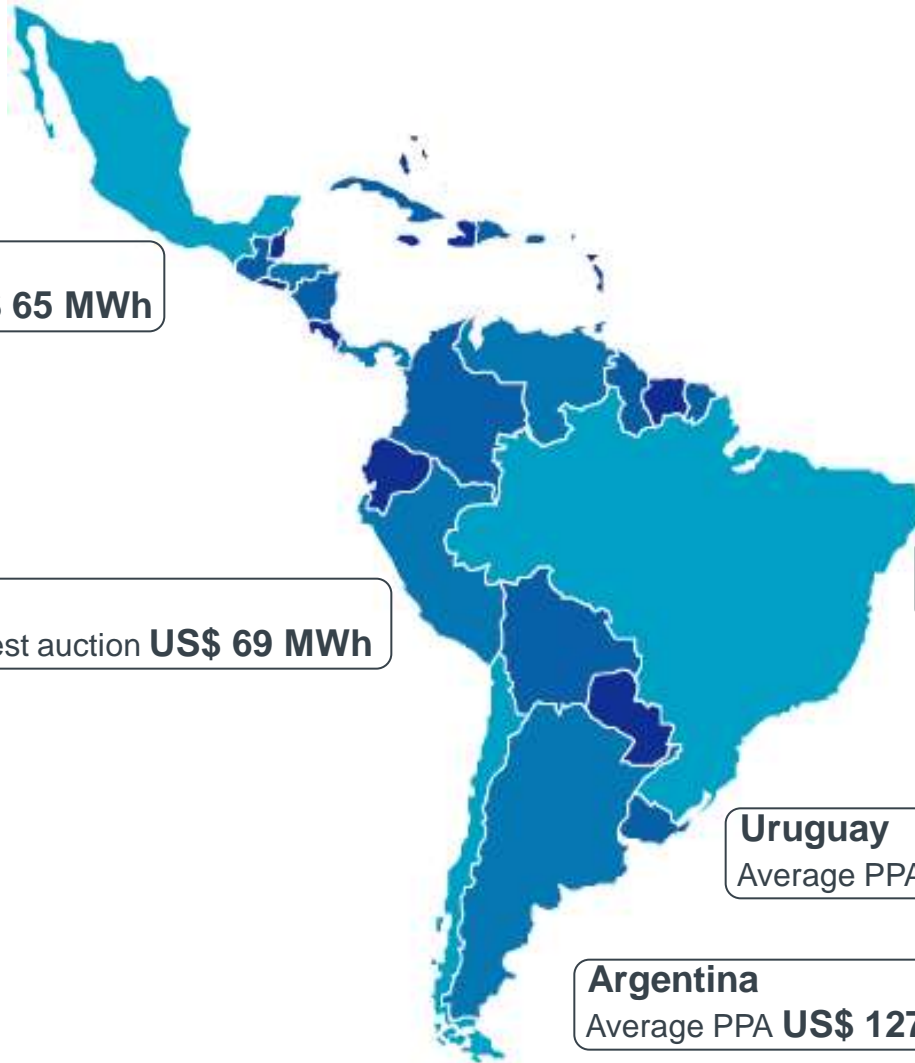 65 MWh
est auction US$ 69 MWh
Uruguay
Average PPA
Argentina
Average PPA US$ 127